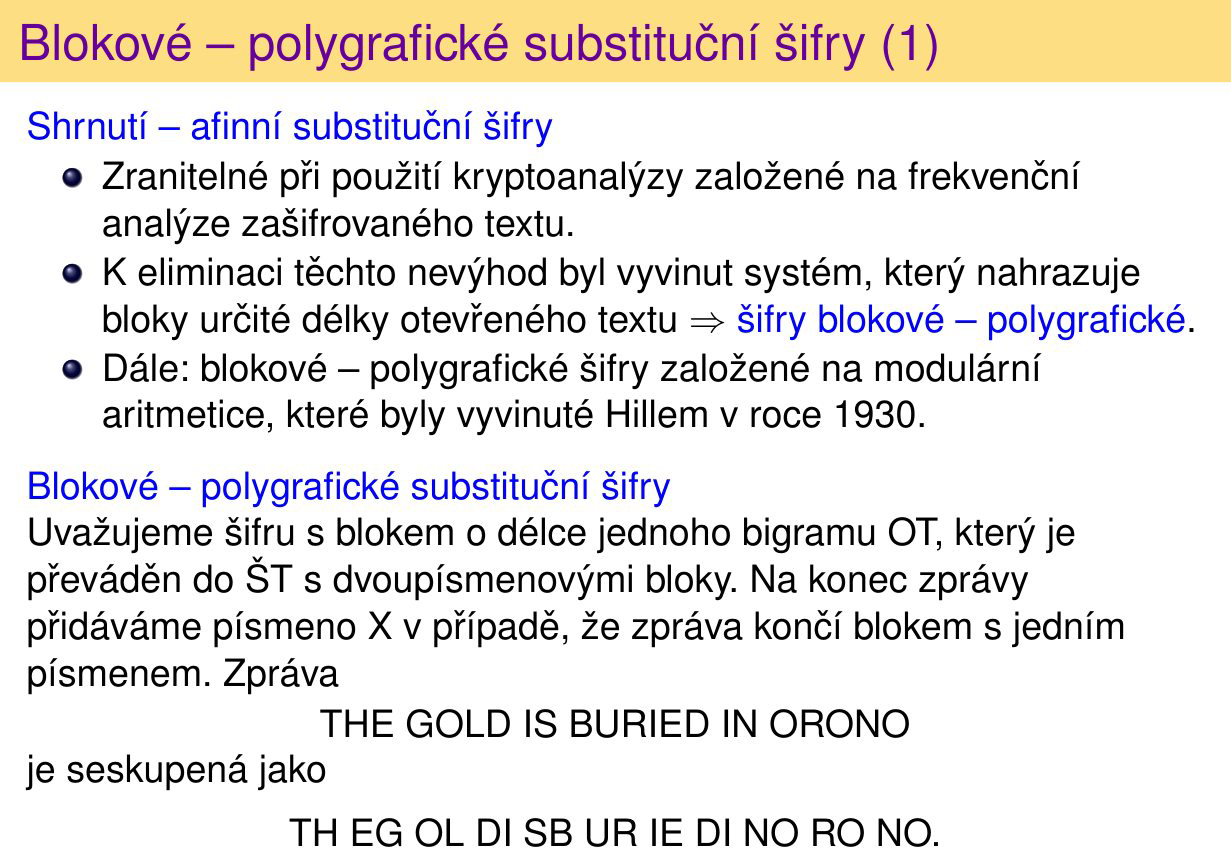 Blokové – polygrafické substituční šifry (1)
Shrnutí – afinní substituční šifry
Zranitelné při použití kryptoanalýzy založené na frekvenční
analýze zašifrovaného textu.
K eliminaci těchto nevýhod byl vyvinut systém, který nahrazuje
bloky určité délky otevřeného textu ⇒ šifry blokové – polygrafické.
Dále: blokové – polygrafické šifry založené na modulární
aritmetice, které byly vyvinuté Hillem v roce 1930.
Blokové – polygrafické substituční šifry
Uvažujeme šifru s blokem o délce jednoho bigramu OT, který je
převáděn do ŠT s dvoupísmenovými bloky. Na konec zprávy
přidáváme písmeno X v případě, že zpráva končí blokem s jedním
písmenem. Zpráva
THE GOLD IS BURIED IN ORONO
je seskupená jako
TH EG OL DI SB UR IE DI NO RO NO.